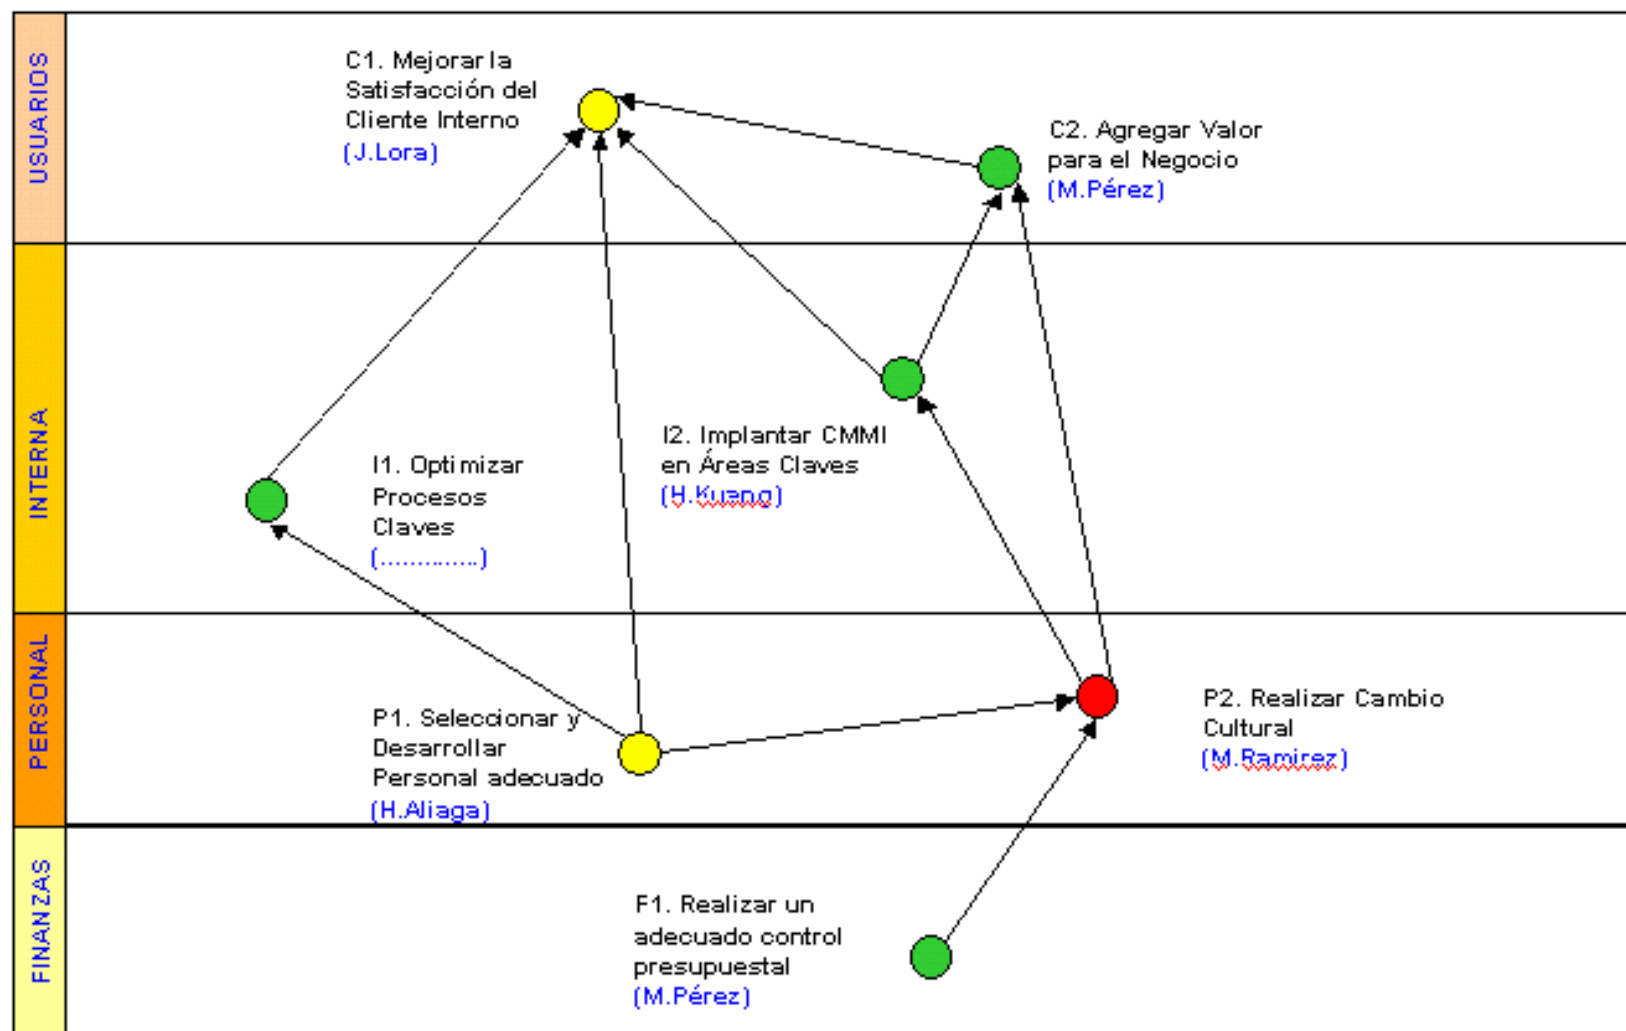 USUARIOS
C1. Mejorar la
Satisfacción del
Cliente Interno
(J.Lora)
C2. Agregar Valor
para el Negocio
(M.Pérez)
INTERNA
I2. Implantar CMMI
en Áreas Claves
(H.Kuang)
I1. Optimizar
Procesos
Claves
(.............)
PERSONAL
P1. Seleccionar y
Desarrollar
Personal adecuado
(H.Aliaga)
P2. Realizar Cambio
Cultural
(M.Ramirez)
FINANZAS
F1. Realizar un
adecuado control
presupuestal
(M.Pérez)